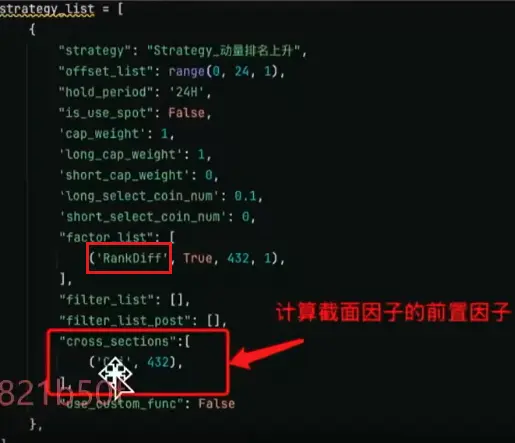 strategy_list = [
{
"strategy": "Strategy_动量排名上升",
"offset_list": range(0, 24, 1),
"hold_period": '24H',
"is_use_spot": False,
'cap_weight': 1,
'long_cap_weight': 1,
'short_cap_weight': 0,
'long_select_coin_num': 0.1,
'short_select_coin_num': 0,
"factor_list": [
('RankDiff', True, 432, 1),
],
"filter_list": [],
"filter_list_post": [],
计算截面因子的前置因子
"cross_sections":[
432),
],
821b50
"use_custom_func": False
},